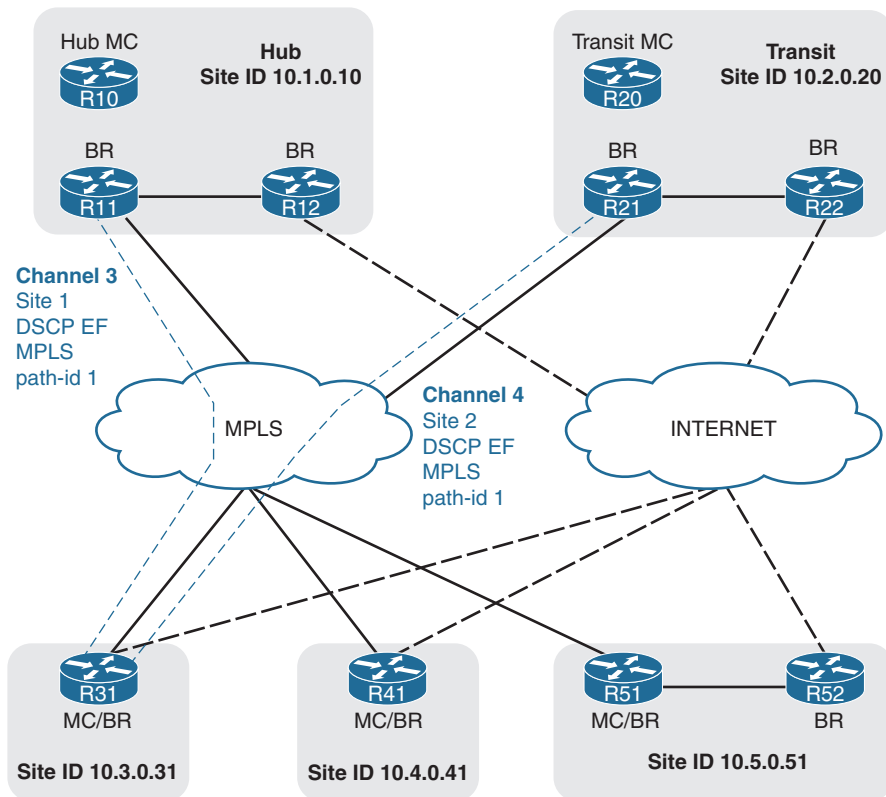 Hub MC
Hub
Site ID 10.1.0.10
R10
BR
BR
R11
R12
Transit MC
Transit
Site ID 10.2.0.20
R20
BR
BR
R21
R22
Channel 3
Site 1
DSCP EF
MPLS
path-id 1
Channel 4
Site 2
DSCP EF
MPLS
path-id 1
MPLS
INTERNET
R31
MC/BR
Site ID 10.3.0.31
R41
MC/BR
Site ID 10.4.0.41
R51
MC/BR
R52
BR
Site ID 10.5.0.51